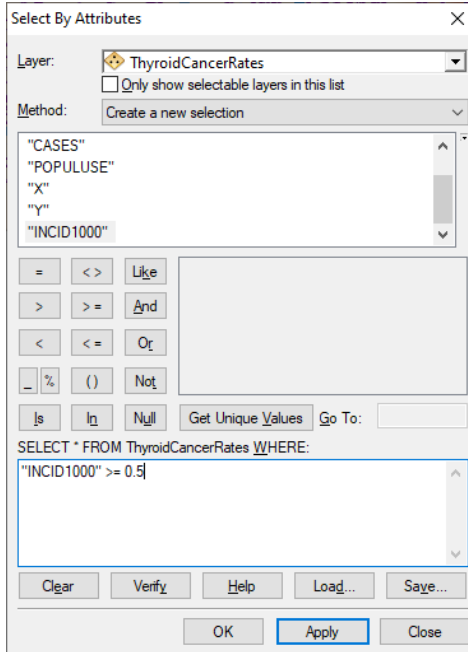 Select By Attributes
Layer: ThyroidCancerRates
Only show selectable layers in this list
Method: Create a new selection
"CASES"
"POPULUSE"
"X"
"Y"
"INCID1000"
= < > Like
> > = And
< < = Or
_ % ( ) Not
Is In Null Get Unique Values Go To:
SELECT * FROM ThyroidCancerRates WHERE:
"INCID1000" >= 0.5
Clear Verify Help Load... Save...
OK Apply Close